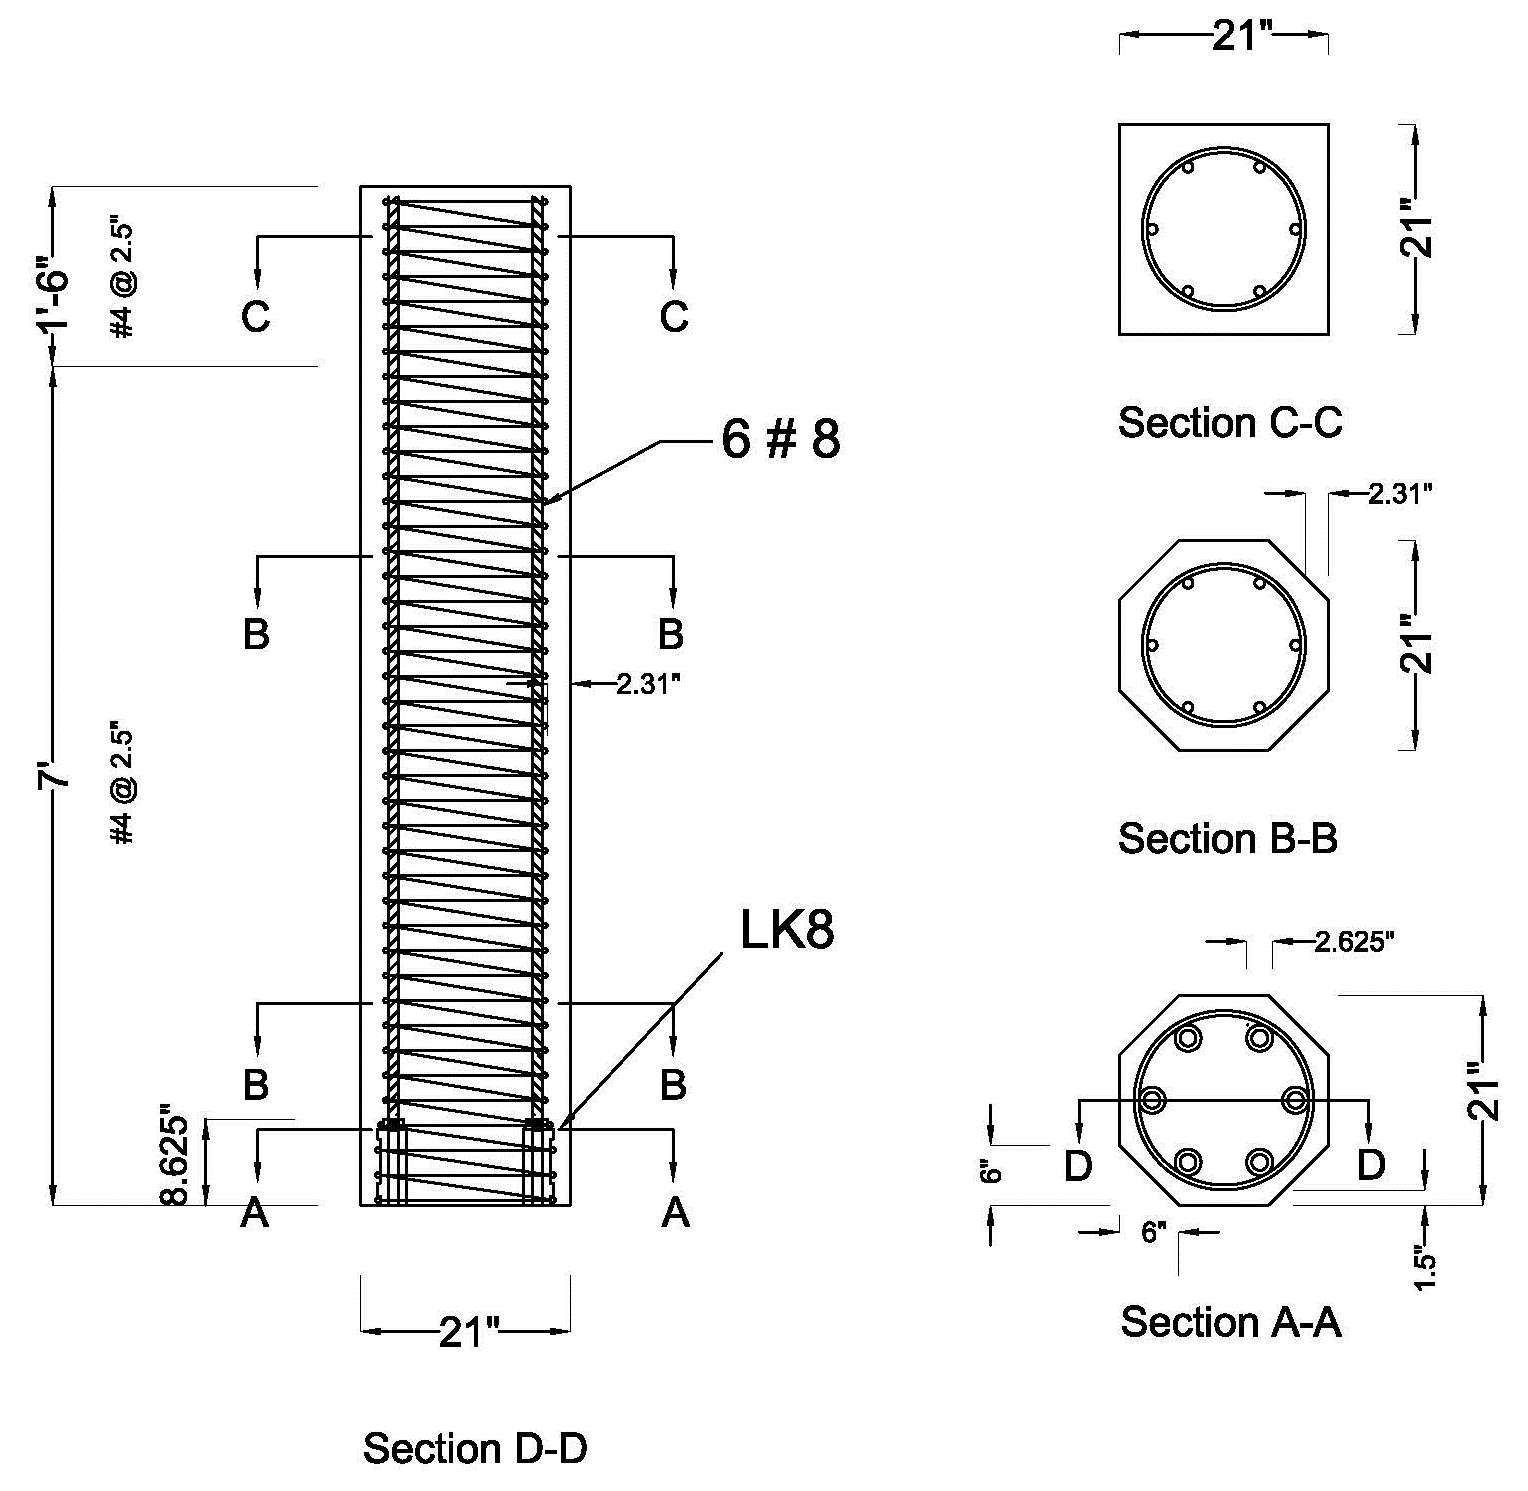 1'-6"
#4 @ 2.5"
C
C
6 # 8
B
B
2.31"
7'
#4 @ 2.5"
LK8
B
B
8.625"
A
A
21"
Section D-D
21"
21"
Section C-C
2.31"
21"
Section B-B
2.625"
21"
D
D
6"
6"
1.5"
Section A-A